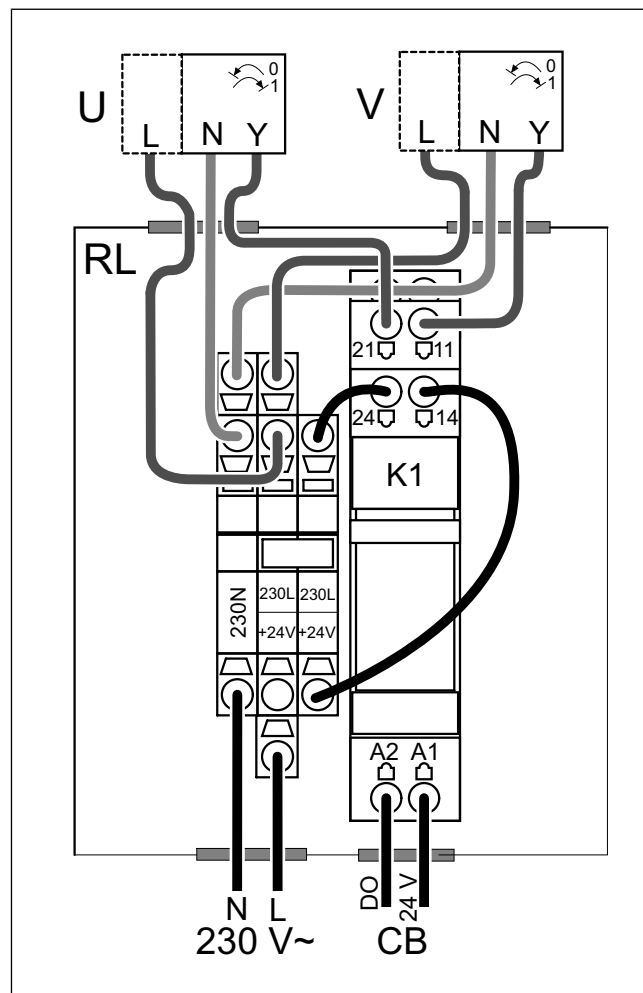 0
1
U
L N Y
0
1
V
L N Y
RL
21 11
24 14
K1
230N
230L 230L
+24V +24V
A2 A1
DO
24 V
N L
230 V~
CB